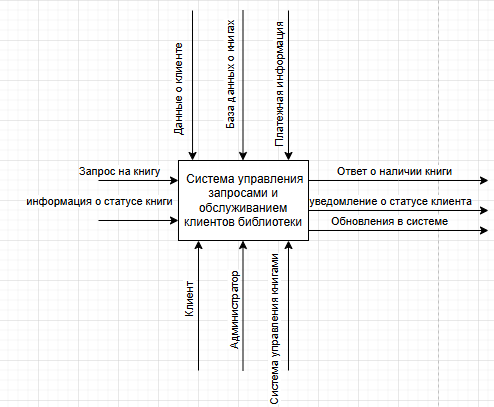 Данные о клиенте
База данных о книгах
Платежная информация
Запрос на книгу
информация о статусе книги
Система управления
запросами и
обслуживанием
клиентов библиотеки
Ответ о наличии книги
уведомление о статусе клиента
Обновления в системе
Клиент
Администратор
Система управления книгами